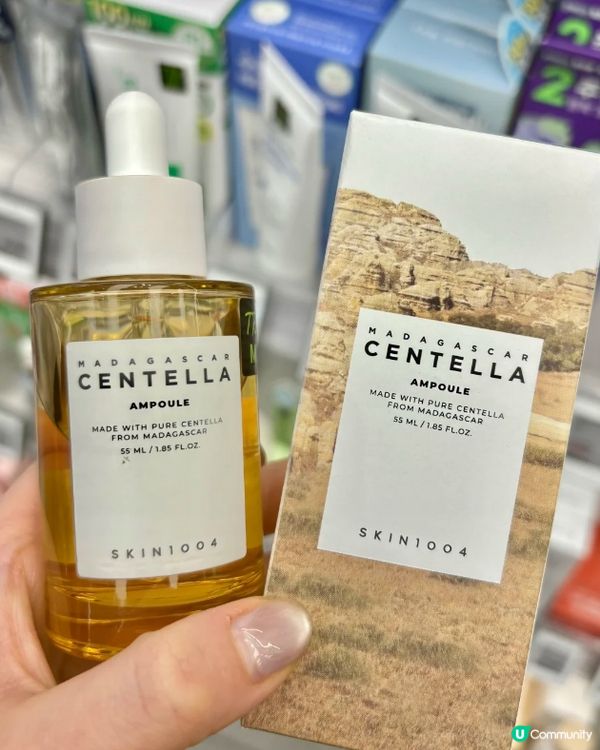 MADAGASCAR
CENTELLA
AMPOULE
MADE WITH PURE CENTELLA
FROM MADAGASCAR
55 ML / 1.85 FL.OZ.
SKIN1004
MADAGASCAR
CENTELLA
AMPOULE
MADE WITH PURE CENTELLA
FROM MADAGASCAR
55 ML / 1.85 FL.OZ.
SKIN1004
U Community